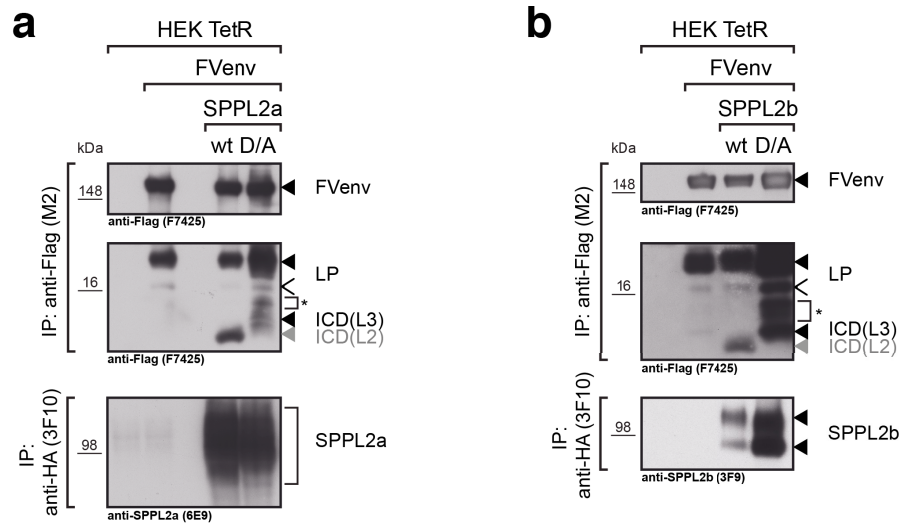 a
HEK TetR
FVenv
SPPL2a
wt D/A
kDa
IP: anti-Flag (M2)
148
FVenv
anti-Flag (F7425)
16
LP
*
ICD(L3)
ICD(L2)
anti-Flag (F7425)
IP:
anti-HA (3F10)
98
SPPL2a
anti-SPPL2a (6E9)
b
HEK TetR
FVenv
SPPL2b
wt D/A
kDa
IP: anti-Flag (M2)
148
FVenv
anti-Flag (F7425)
16
LP
*
ICD(L3)
ICD(L2)
anti-Flag (F7425)
IP:
anti-HA (3F10)
98
SPPL2b
anti-SPPL2b (3F9)